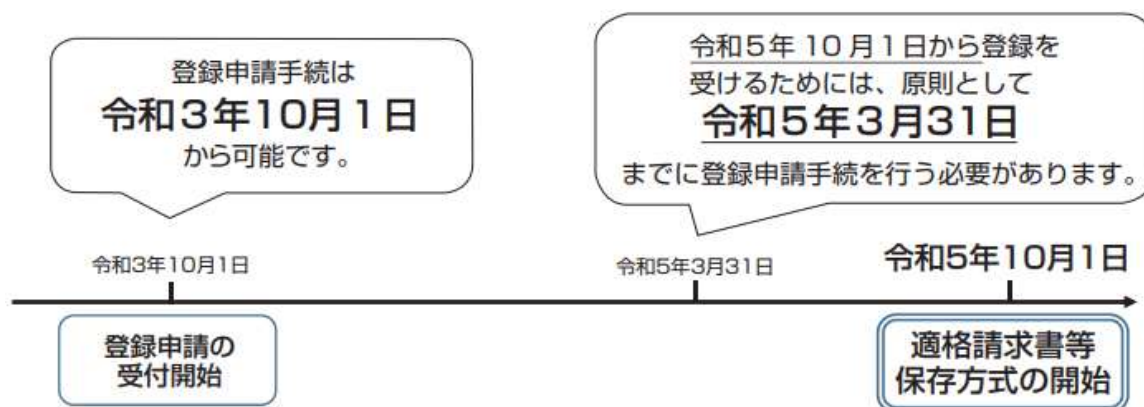 登録申請手続は
令和3年10月1日
から可能です。
令和5年 10 月1日から登録を
受けるためには、原則として
令和5年3月31日
までに登録申請手続を行う必要があります。
令和3年10月1日
令和5年3月31日
令和5年10月1日
登録申請の
受付開始
適格請求書等
保存方式の開始